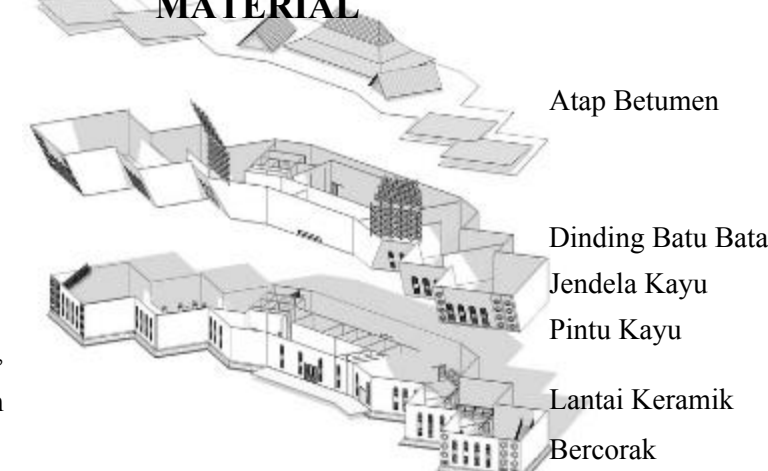 MATERIAL
Atap Betumen
Dinding Batu Bata
Jendela Kayu
Pintu Kayu
Lantai Keramik
Bercorak